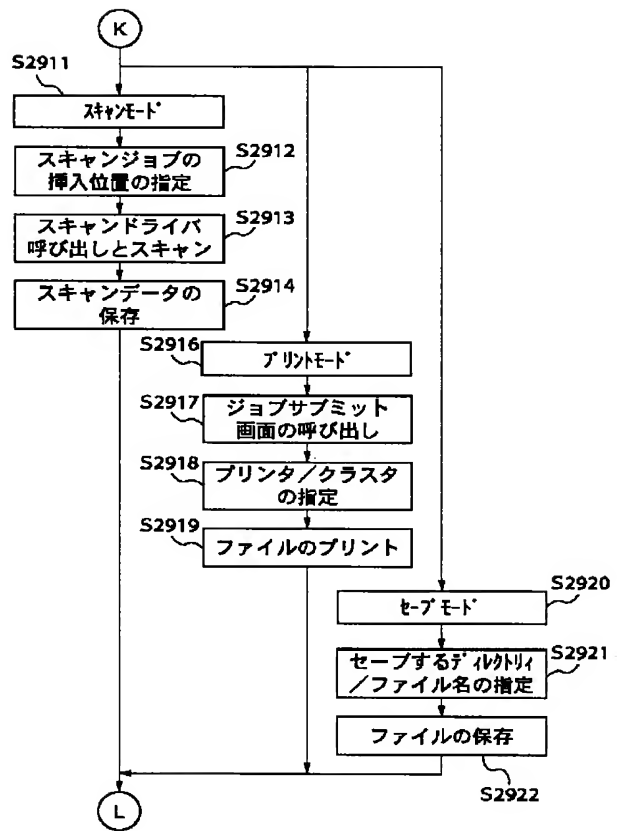 K
S2911
スキャンモード
S2912
スキャンジョブの
挿入位置の指定
S2913
スキャンドライバ
呼び出しとスキャン
S2914
スキャンデータの
保存
S2916
プリントモード
S2917
ジョブサブミット
画面の呼び出し
S2918
プリンタ／クラスタ
の指定
S2919
ファイルのプリント
S2920
セーブモード
S2921
セーブするディレクトリィ
／ファイル名の指定
ファイルの保存
S2922
L